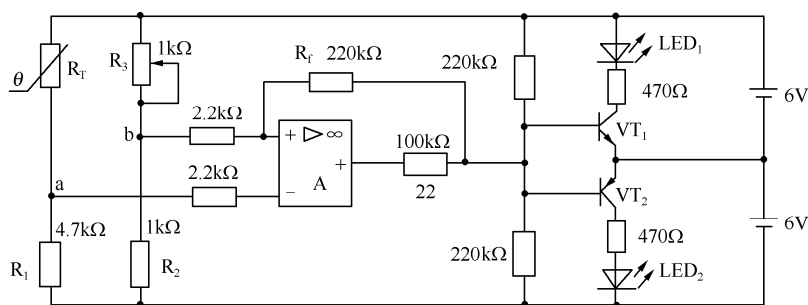 θ
R_T
R_3
1kΩ
b
a
4.7kΩ
R_1
1kΩ
R_2
2.2kΩ
2.2kΩ
R_f 220kΩ
+ ▷ ∞
+
−
A
100kΩ
22
220kΩ
220kΩ
LED_1
470Ω
VT_1
VT_2
470Ω
LED_2
6V
6V